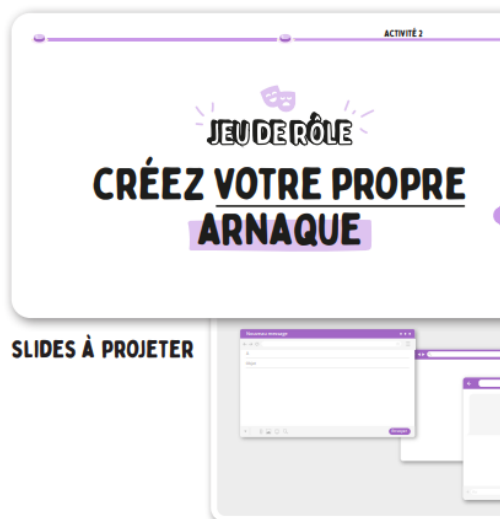 ACTIVITÉ 2
JEU DE RÔLE
CRÉEZ VOTRE PROPRE
ARNAQUE
SLIDES À PROJETER
Nouveau message